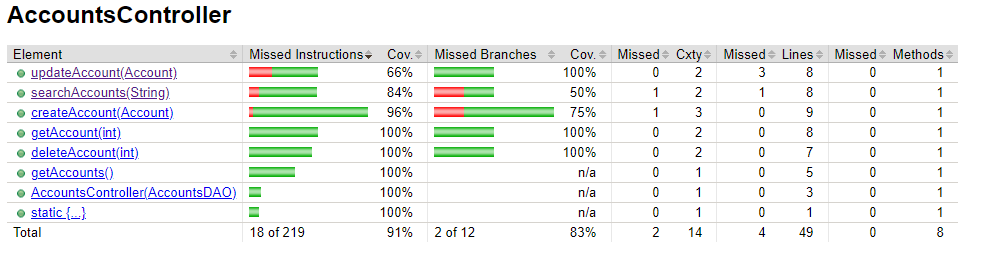 AccountsController
Element Missed Instructions Cov. Missed Branches Cov. Missed Cxty Missed Lines Missed Methods
updateAccount(Account) 66% 100% 0 2 3 8 0 1
searchAccounts(String) 84% 50% 1 2 1 8 0 1
createAccount(Account) 96% 75% 1 3 0 9 0 1
getAccount(int) 100% 100% 0 2 0 8 0 1
deleteAccount(int) 100% 100% 0 2 0 7 0 1
getAccounts() 100% n/a 0 1 0 5 0 1
AccountsController(AccountsDAO) 100% n/a 0 1 0 3 0 1
static {...} 100% n/a 0 1 0 1 0 1
Total 18 of 219 91% 2 of 12 83% 2 14 4 49 0 8